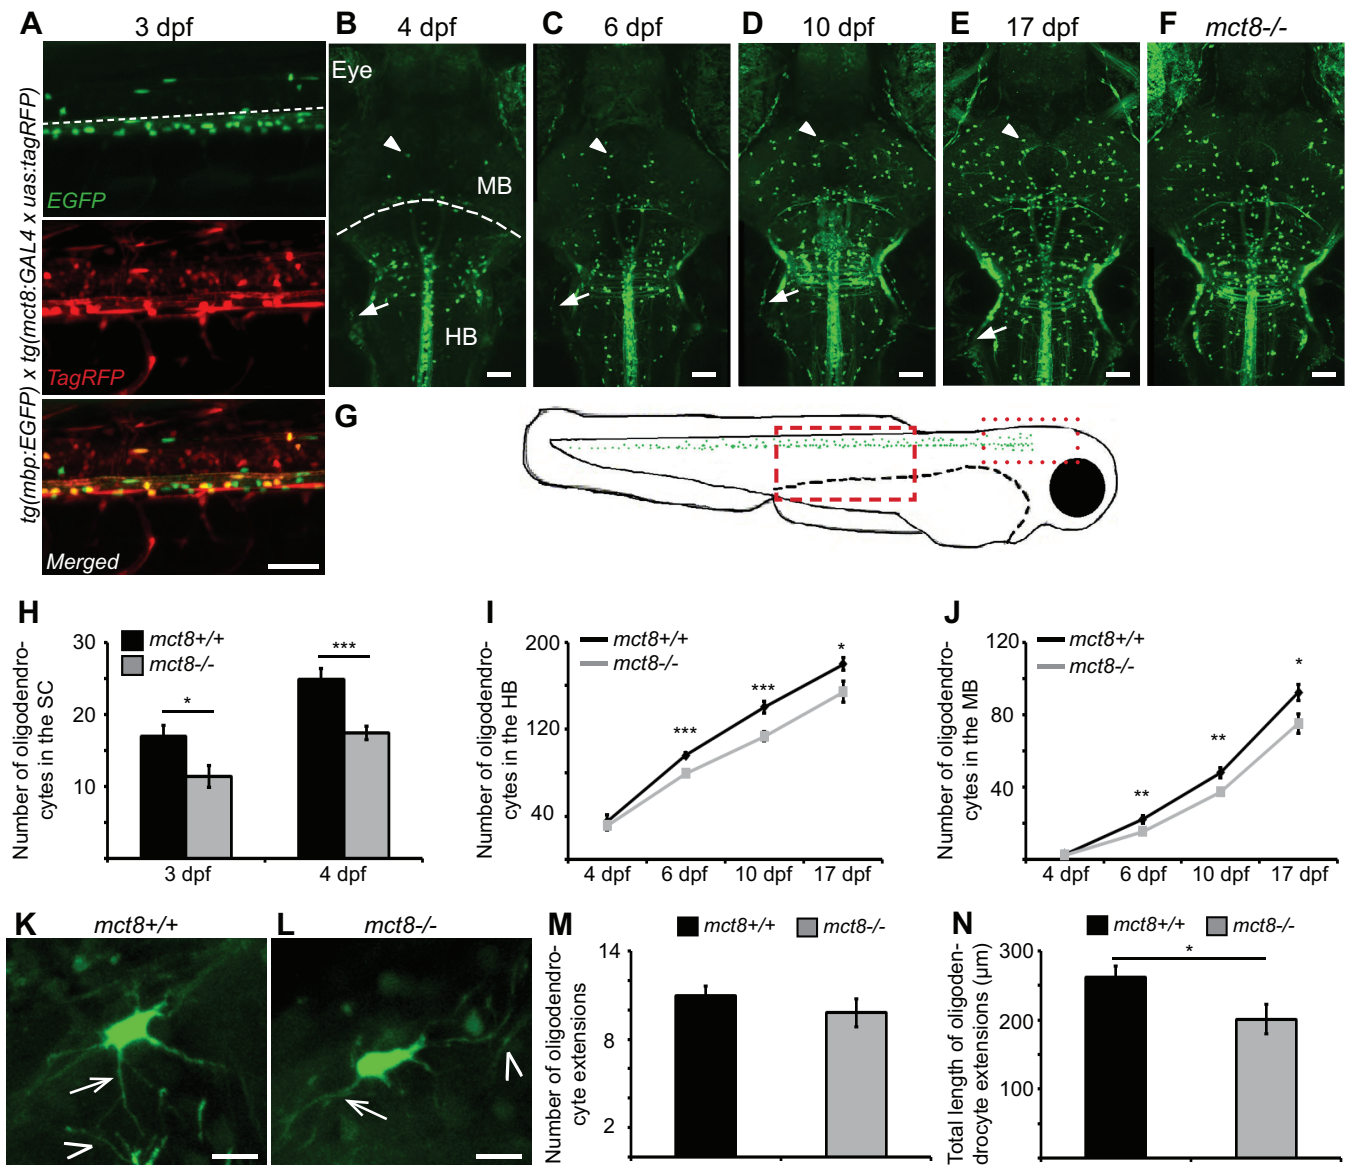 A 3 dpf
tg(mbp:EGFP) x tg(mct8:GAL4 x uas:tagRFP)
EGFP
TagRFP
Merged
B 4 dpf
Eye
MB
HB
C 6 dpf
D 10 dpf
E 17 dpf
F mct8-/-
G
H
Number of oligodendro-
cytes in the SC
30
20
10
mct8+/+
mct8-/-
*
***
3 dpf 4 dpf
I
Number of oligodendro-
cytes in the HB
200
120
40
mct8+/+
mct8-/-
***
***
*
4 dpf 6 dpf 10 dpf 17 dpf
J
Number of oligodendro-
cytes in the MB
120
80
40
mct8+/+
mct8-/-
**
**
*
4 dpf 6 dpf 10 dpf 17 dpf
K mct8+/+
L mct8-/-
M
mct8+/+ mct8-/-
Number of oligodendro-
cyte extensions
14
8
2
N
mct8+/+ mct8-/-
Total length of oligoden-
drocyte extensions (μm)
300
200
100
*